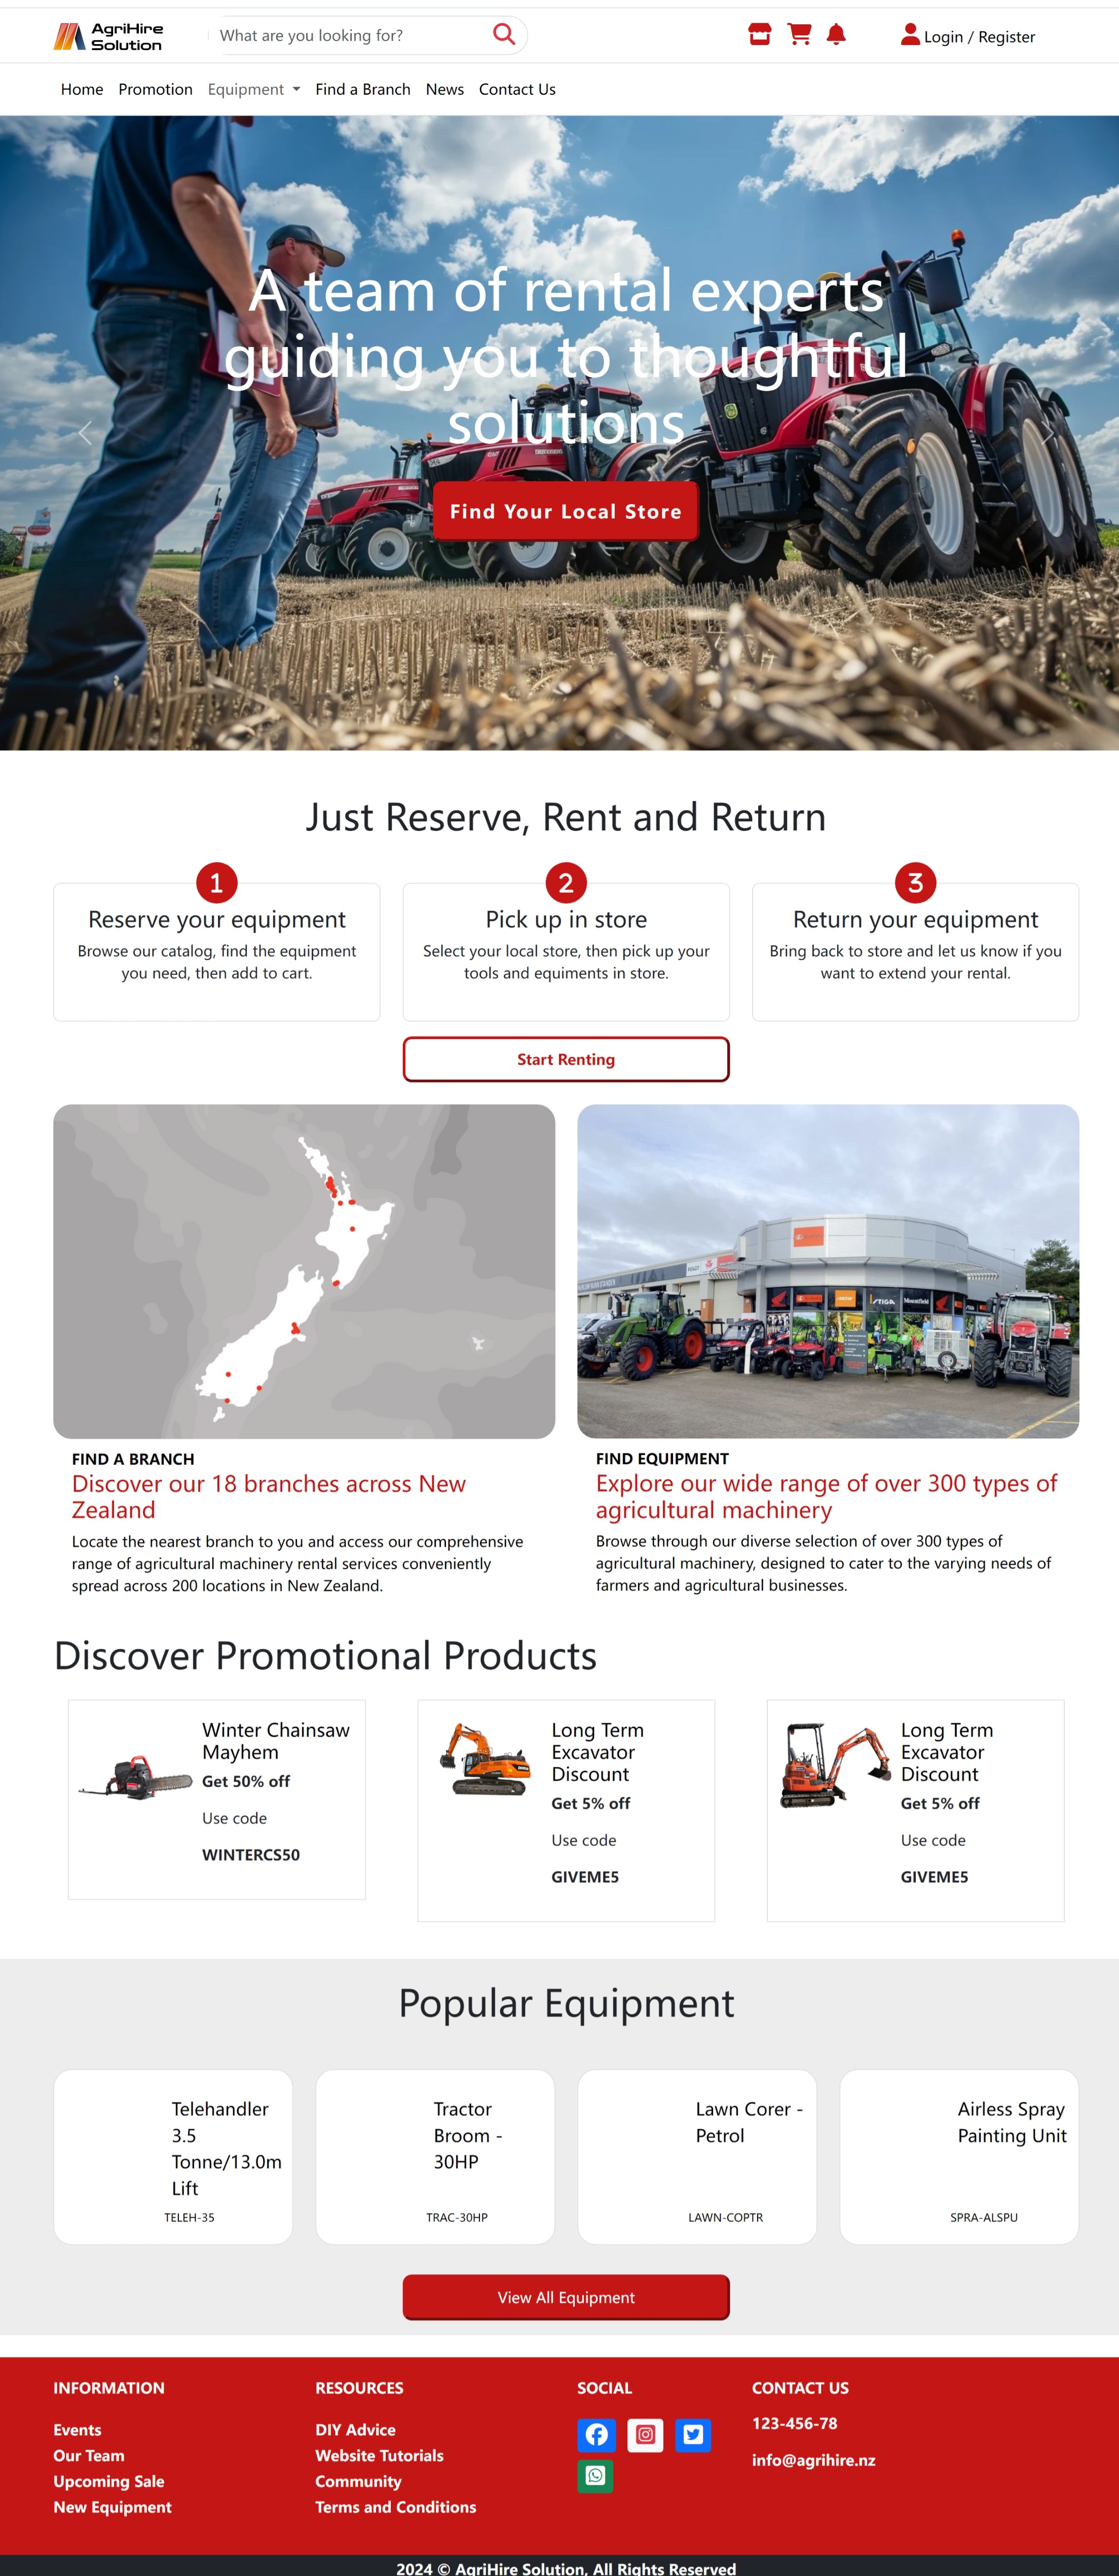 AgriHire
Solution
What are you looking for?
Login / Register
Home Promotion Equipment Find a Branch News Contact Us
A team of rental experts
guiding you to thoughtful
solutions
Find Your Local Store
Just Reserve, Rent and Return
1
Reserve your equipment
Browse our catalog, find the equipment
you need, then add to cart.
2
Pick up in store
Select your local store, then pick up your
tools and equiments in store.
3
Return your equipment
Bring back to store and let us know if you
want to extend your rental.
Start Renting
STIGA
Mountfield
FIND A BRANCH
Discover our 18 branches across New
Zealand
Locate the nearest branch to you and access our comprehensive
range of agricultural machinery rental services conveniently
spread across 200 locations in New Zealand.
FIND EQUIPMENT
Explore our wide range of over 300 types of
agricultural machinery
Browse through our diverse selection of over 300 types of
agricultural machinery, designed to cater to the varying needs of
farmers and agricultural businesses.
Discover Promotional Products
Winter Chainsaw
Mayhem
Get 50% off
Use code
WINTERCS50
Long Term
Excavator
Discount
Get 5% off
Use code
GIVEME5
Long Term
Excavator
Discount
Get 5% off
Use code
GIVEME5
Popular Equipment
Telehandler
3.5
Tonne/13.0m
Lift
TELEH-35
Tractor
Broom -
30HP
TRAC-30HP
Lawn Corer -
Petrol
LAWN-COPTR
Airless Spray
Painting Unit
SPRA-ALSPU
View All Equipment
INFORMATION
Events
Our Team
Upcoming Sale
New Equipment
RESOURCES
DIY Advice
Website Tutorials
Community
Terms and Conditions
SOCIAL
CONTACT US
123-456-78
info@agrihire.nz
2024 © AgriHire Solution, All Rights Reserved